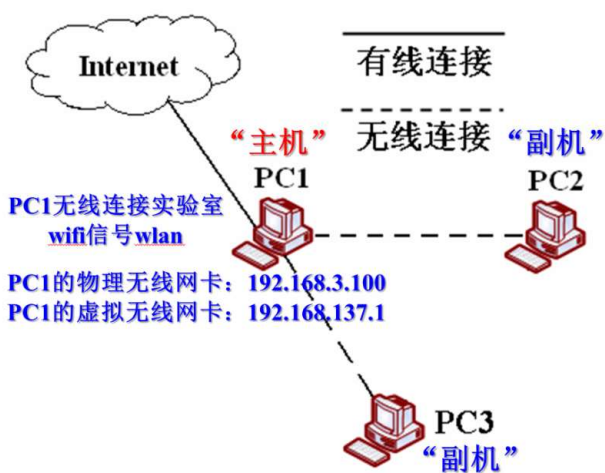 Internet
有线连接
无线连接
“主机”
“副机”
PC1
PC2
PC1无线连接实验室
wifi信号wlan
PC1的物理无线网卡：192.168.3.100
PC1的虚拟无线网卡：192.168.137.1
PC3
“副机”